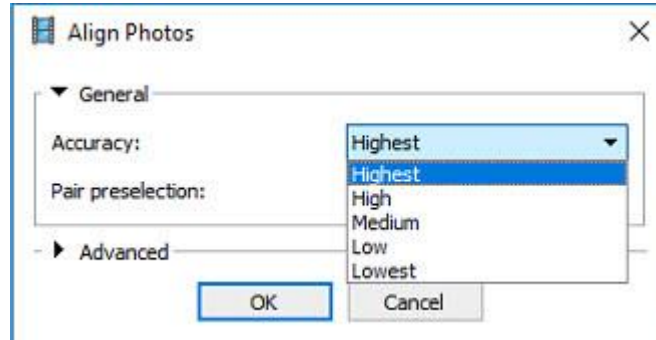 Align Photos
General
Accuracy: Highest
Highest
Pair preselection:
High
Medium
Advanced
Low
Lowest
OK Cancel